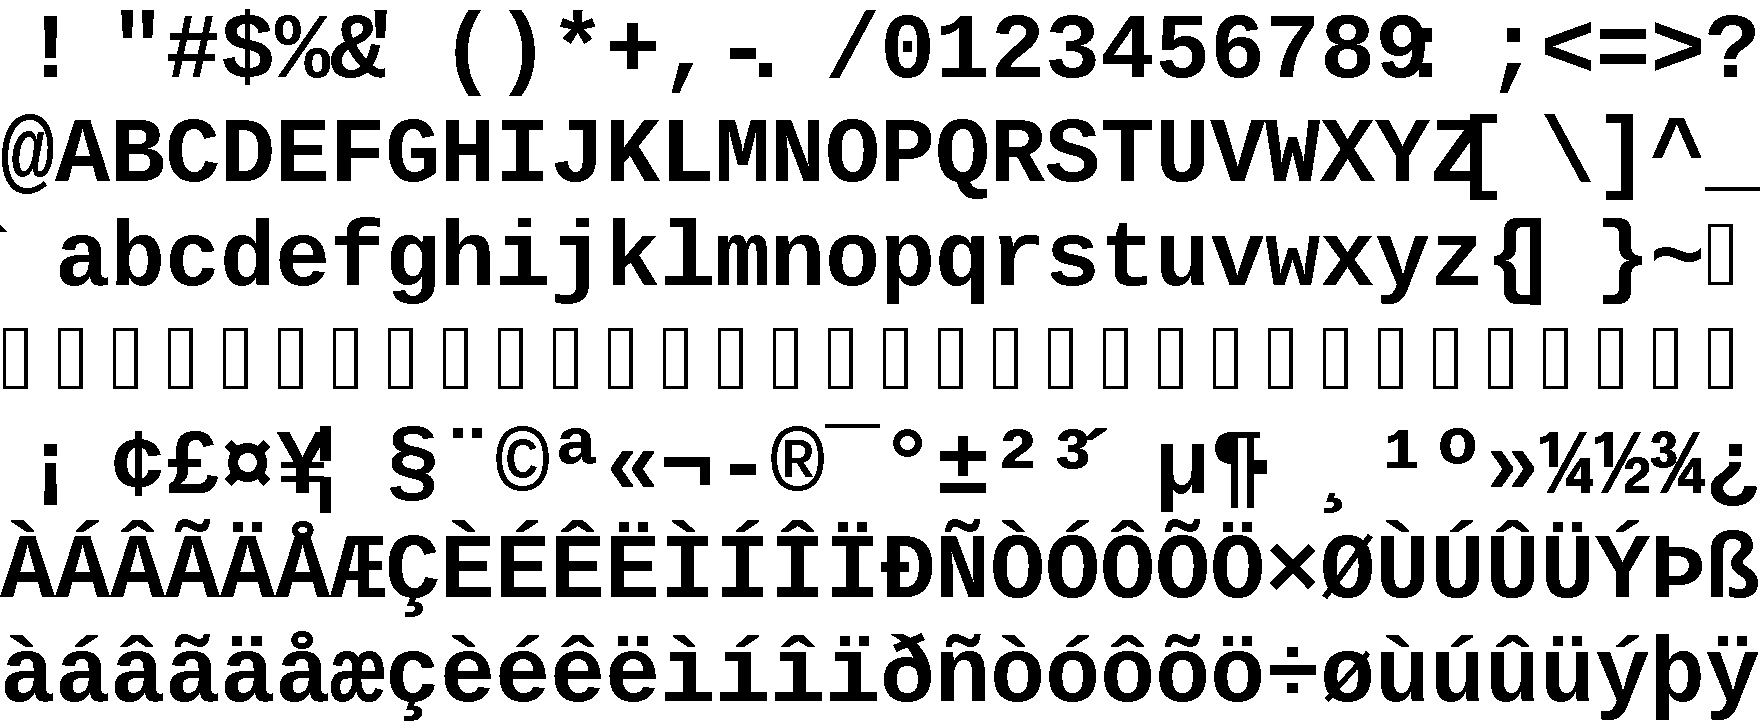 ! "#$%&' ()*+,-. /0123456789: ;<=>?
@ABCDEFGHIJKLMNOPQRSTUVWXYZ[ \]^_
` abcdefghijklmnopqrstuvwxyz{| }~
¡ ¢£¤¥¦ §¨©ª«¬-®¯°±²³´ µ¶· ¸¹º»¼½¾¿
ÀÁÂÃÄÅÆÇÈÉÊËÌÍÎÏÐÑÒÓÔÕÖ×ØÙÚÛÜÝÞß
àáâãäåæçèéêëìíîïðñòóôõö÷øùúûüýþÿ